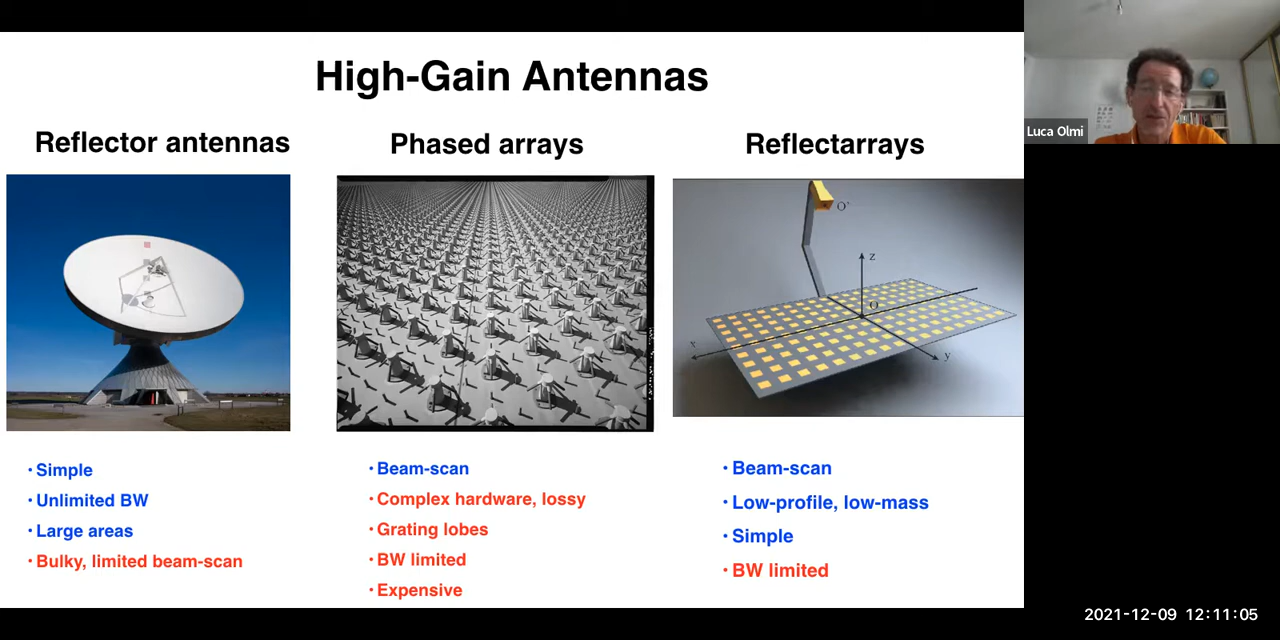 High-Gain Antennas
Reflector antennas
Phased arrays
Reflectarrays
O'
z
O
x
y
• Simple
• Unlimited BW
• Large areas
• Bulky, limited beam-scan
• Beam-scan
• Complex hardware, lossy
• Grating lobes
• BW limited
• Expensive
• Beam-scan
• Low-profile, low-mass
• Simple
• BW limited
Luca Olmi
2021-12-09 12:11:05